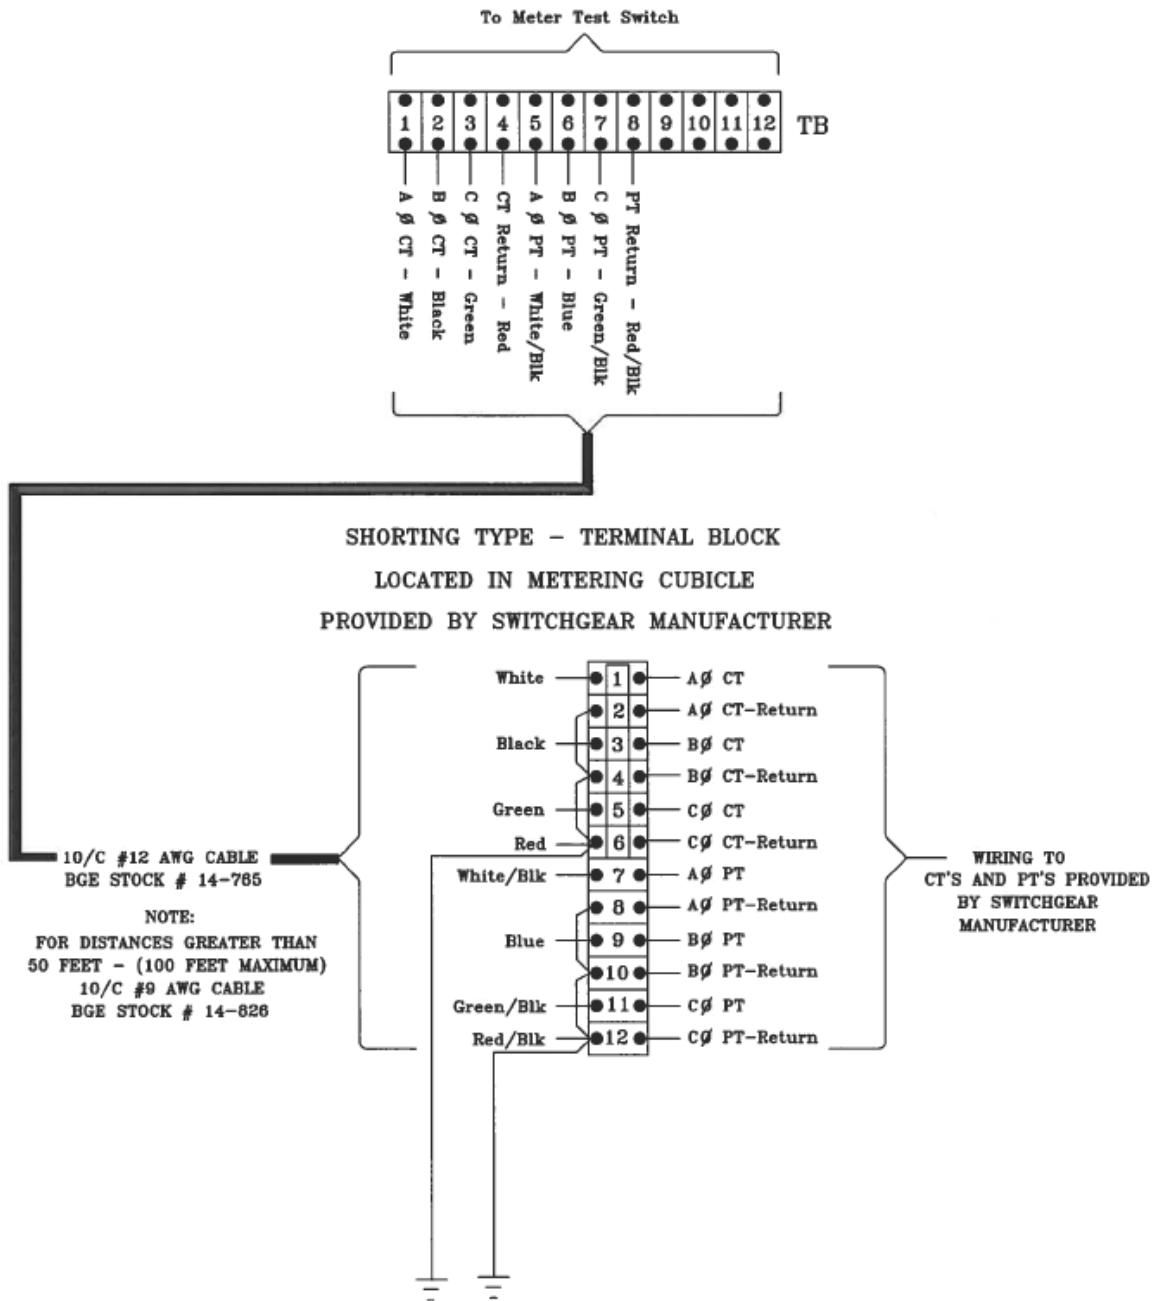 To Meter Test Switch
1 2 3 4 5 6 7 8 9 10 11 12 TB
A Ø CT - White
B Ø CT - Black
C Ø CT - Green
CT Return - Red
A Ø PT - White/Blk
B Ø PT - Blue
C Ø PT - Green/Blk
PT Return - Red/Blk
SHORTING TYPE - TERMINAL BLOCK
LOCATED IN METERING CUBICLE
PROVIDED BY SWITCHGEAR MANUFACTURER
White 1 AØ CT
2 AØ CT-Return
Black 3 BØ CT
4 BØ CT-Return
Green 5 CØ CT
Red 6 CØ CT-Return
White/Blk 7 AØ PT
8 AØ PT-Return
Blue 9 BØ PT
10 BØ PT-Return
Green/Blk 11 CØ PT
Red/Blk 12 CØ PT-Return
10/C #12 AWG CABLE
BGE STOCK # 14-765
NOTE:
FOR DISTANCES GREATER THAN
50 FEET - (100 FEET MAXIMUM)
10/C #9 AWG CABLE
BGE STOCK # 14-826
WIRING TO
CT'S AND PT'S PROVIDED
BY SWITCHGEAR
MANUFACTURER